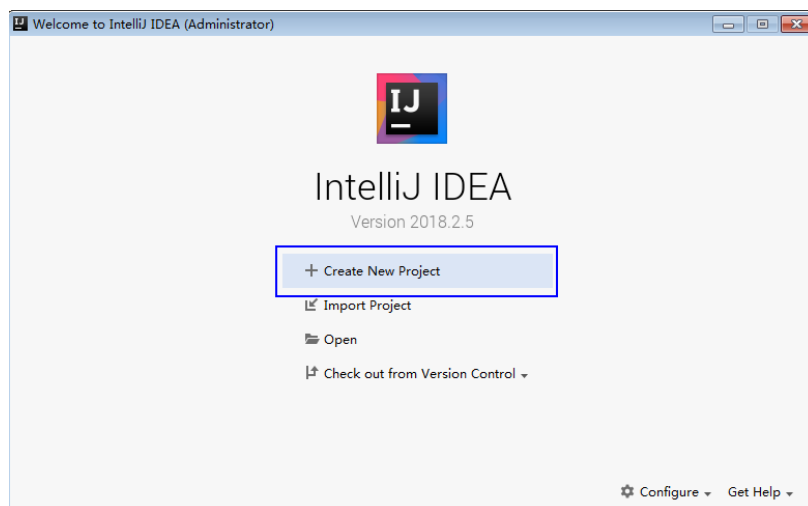 Welcome to IntelliJ IDEA (Administrator)
IJ
IntelliJ IDEA
Version 2018.2.5
Create New Project
Import Project
Open
Check out from Version Control
Configure
Get Help